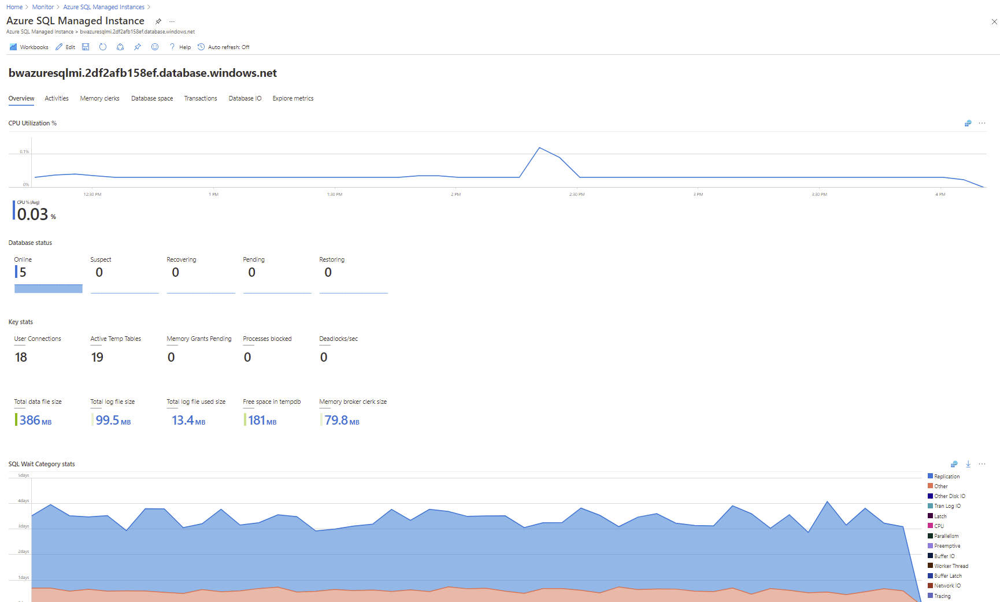 Home > Monitor > Azure SQL Managed Instances >
Azure SQL Managed Instance ...
Azure SQL Managed Instance > bwazuresqlmi.2df2afb158ef.database.windows.net
Workbooks Edit ? Help Auto refresh: Off
bwazuresqlmi.2df2afb158ef.database.windows.net
Overview Activities Memory clerks Database space Transactions Database IO Explore metrics
CPU Utilization %
0.1%
0%
12:30 PM 1 PM 1:30 PM 2 PM 2:30 PM 3 PM 3:30 PM 4 PM
CPU % (Avg)
0.03 %
Database status
Online Suspect Recovering Pending Restoring
5 0 0 0 0
Key stats
User Connections Active Temp Tables Memory Grants Pending Processes blocked Deadlocks/sec
18 19 0 0 0
Total data file size Total log file size Total log file used size Free space in tempdb Memory broker clerk size
386 MB 99.5 MB 13.4 MB 181 MB 79.8 MB
SQL Wait Category stats
5days
4days
3days
2days
1days
Replication
Other
Other Disk IO
Tran Log IO
Latch
CPU
Parallelism
Preemptive
Buffer IO
Worker Thread
Buffer Latch
Network IO
Tracing